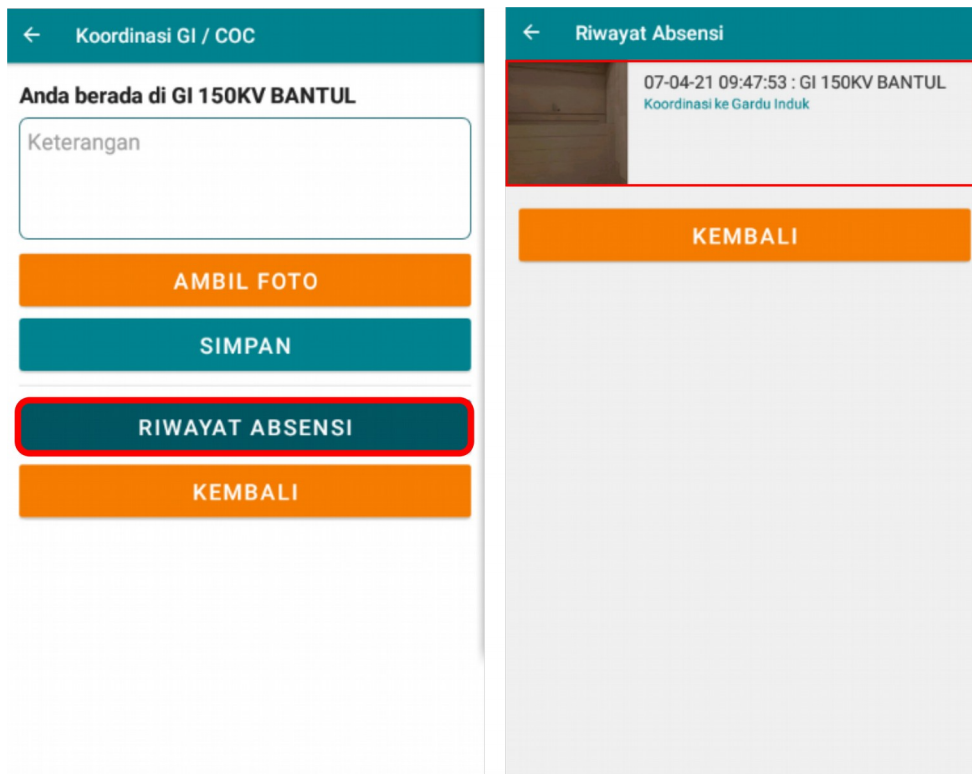 Koordinasi GI / COC
Anda berada di GI 150KV BANTUL
Keterangan
AMBIL FOTO
SIMPAN
RIWAYAT ABSENSI
KEMBALI
Riwayat Absensi
07-04-21 09:47:53 : GI 150KV BANTUL
Koordinasi ke Gardu Induk
KEMBALI